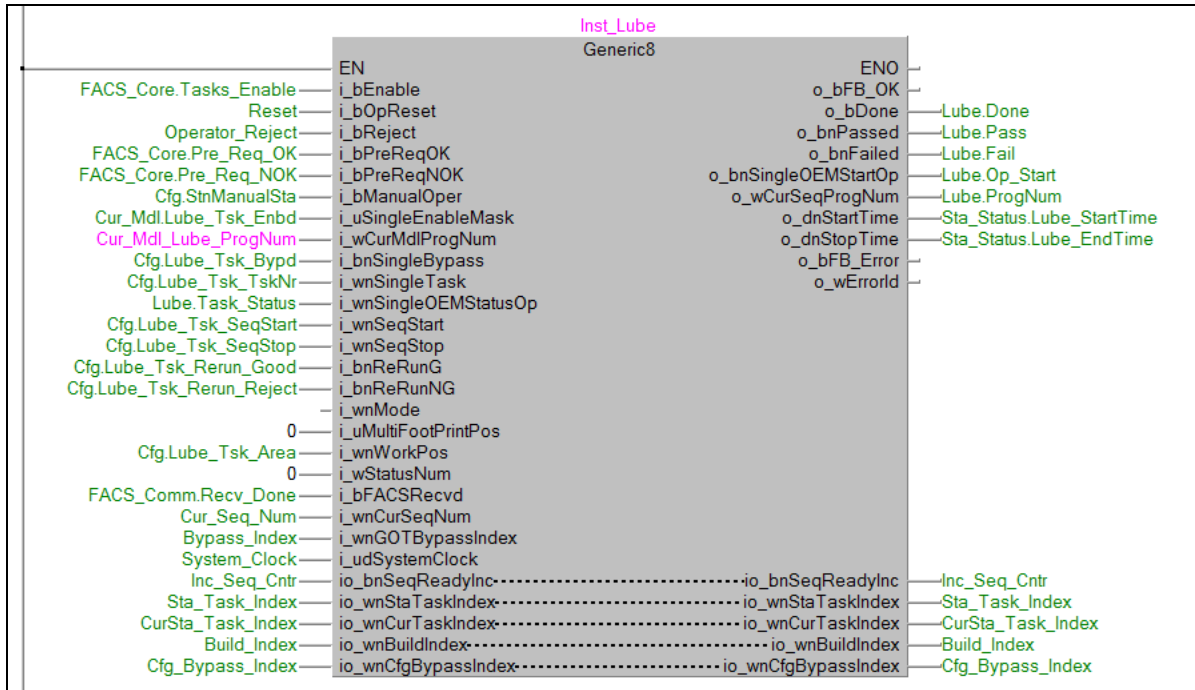 Inst_Lube
Generic8
EN ENO
FACS_Core.Tasks_Enable i_bEnable o_bFB_OK
Reset i_bOpReset o_bDone Lube.Done
Operator_Reject i_bReject o_bnPassed Lube.Pass
FACS_Core.Pre_Req_OK i_bPreReqOK o_bnFailed Lube.Fail
FACS_Core.Pre_Req_NOK i_bPreReqNOK o_bnSingleOEMStartOp Lube.Op_Start
Cfg.StnManualSta i_bManualOper o_wCurSeqProgNum Lube.ProgNum
Cur_Mdl.Lube_Tsk_Enbd i_uSingleEnableMask o_dnStartTime Sta_Status.Lube_StartTime
Cur_Mdl_Lube_ProgNum i_wCurMdlProgNum o_dnStopTime Sta_Status.Lube_EndTime
Cfg.Lube_Tsk_Bypd i_bnSingleBypass o_bFB_Error
Cfg.Lube_Tsk_TskNr i_wnSingleTask o_wErrorId
Lube.Task_Status i_wnSingleOEMStatusOp
Cfg.Lube_Tsk_SeqStart i_wnSeqStart
Cfg.Lube_Tsk_SeqStop i_wnSeqStop
Cfg.Lube_Tsk_Rerun_Good i_bnReRunG
Cfg.Lube_Tsk_Rerun_Reject i_bnReRunNG
i_wnMode
0 i_uMultiFootPrintPos
Cfg.Lube_Tsk_Area i_wnWorkPos
0 i_wStatusNum
FACS_Comm.Recv_Done i_bFACSRecvd
Cur_Seq_Num i_wnCurSeqNum
Bypass_Index i_wnGOTBypassIndex
System_Clock i_udSystemClock
Inc_Seq_Cntr io_bnSeqReadyInc io_bnSeqReadyInc Inc_Seq_Cntr
Sta_Task_Index io_wnStaTaskIndex io_wnStaTaskIndex Sta_Task_Index
CurSta_Task_Index io_wnCurTaskIndex io_wnCurTaskIndex CurSta_Task_Index
Build_Index io_wnBuildIndex io_wnBuildIndex Build_Index
Cfg_Bypass_Index io_wnCfgBypassIndex io_wnCfgBypassIndex Cfg_Bypass_Index